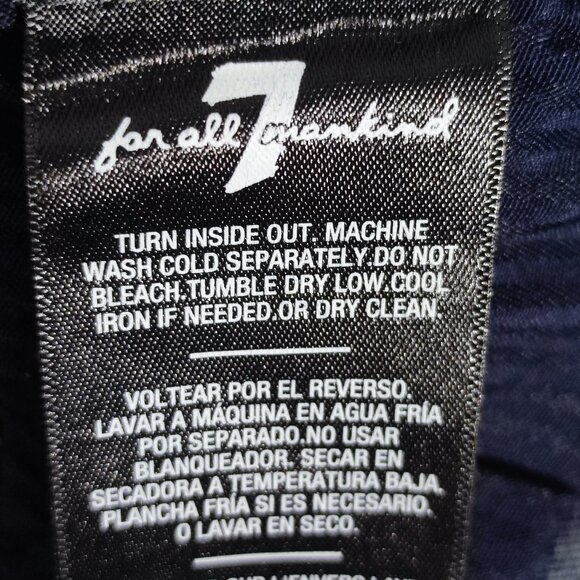 7
for all mankind
TURN INSIDE OUT. MACHINE
WASH COLD SEPARATELY.DO NOT
BLEACH.TUMBLE DRY LOW.COOL
IRON IF NEEDED.OR DRY CLEAN.
VOLTEAR POR EL REVERSO.
LAVAR A MÁQUINA EN AGUA FRÍA
POR SEPARADO.NO USAR
BLANQUEADOR. SECAR EN
SECADORA A TEMPERATURA BAJA.
PLANCHA FRÍA SI ES NECESARIO.
O LAVAR EN SECO.